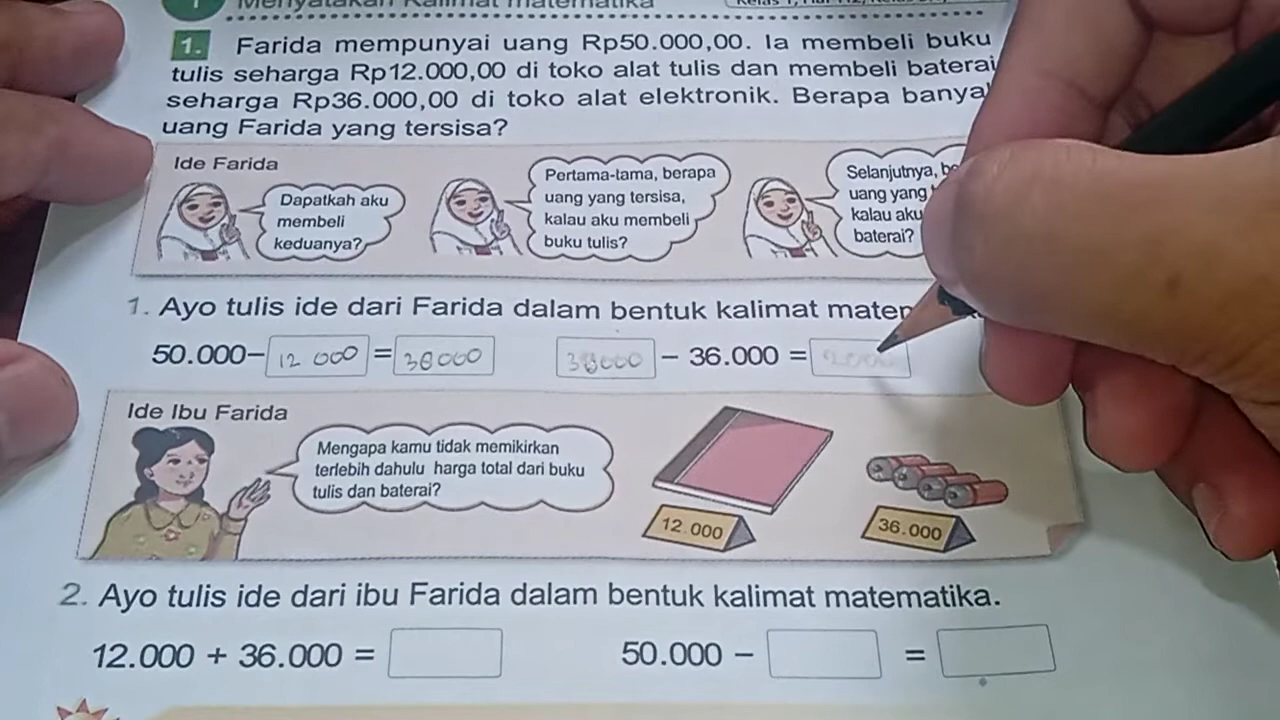 Menyatakan Kalimat matematika
1. Farida mempunyai uang Rp50.000,00. Ia membeli buku
tulis seharga Rp12.000,00 di toko alat tulis dan membeli baterai
seharga Rp36.000,00 di toko alat elektronik. Berapa
uang Farida yang tersisa?
Ide Farida
Dapatkah aku
membeli
keduanya?
Pertama-lama, berapa
uang yang tersisa,
kalau aku membeli
buku tulis?
Selanjutnya,
uang yang
kalau aku
baterai?
1. Ayo tulis ide dari Farida dalam bentuk kalimat
50.000– 12 000 = 38000
38000 – 36.000 =
Ide Ibu Farida
Mengapa kamu tidak memikirkan
terlebih dahulu harga total dari buku
tulis dan baterai?
12.000
36.000
2. Ayo tulis ide dari ibu Farida dalam bentuk kalimat matematika.
12.000 + 36.000 =
50.000 – =